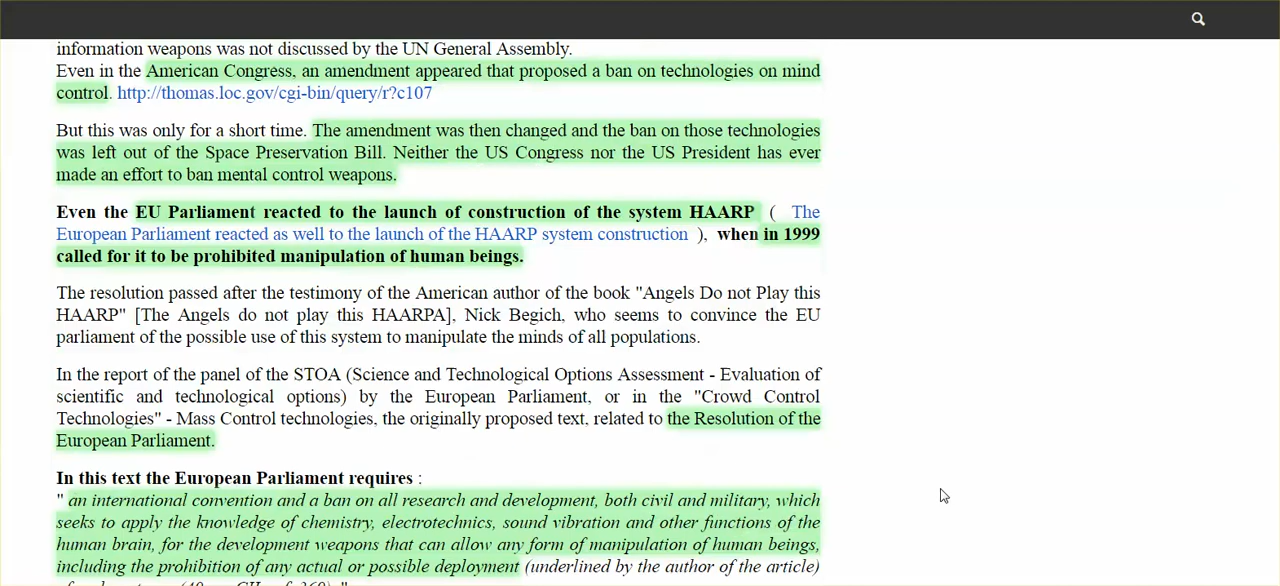 information weapons was not discussed by the UN General Assembly.
Even in the American Congress, an amendment appeared that proposed a ban on technologies on mind
control. http://thomas.loc.gov/cgi-bin/query/r?c107
But this was only for a short time. The amendment was then changed and the ban on those technologies
was left out of the Space Preservation Bill. Neither the US Congress nor the US President has ever
made an effort to ban mental control weapons.
Even the EU Parliament reacted to the launch of construction of the system HAARP ( The
European Parliament reacted as well to the launch of the HAARP system construction ), when in 1999
called for it to be prohibited manipulation of human beings.
The resolution passed after the testimony of the American author of the book "Angels Do not Play this
HAARP" [The Angels do not play this HAARPA], Nick Begich, who seems to convince the EU
parliament of the possible use of this system to manipulate the minds of all populations.
In the report of the panel of the STOA (Science and Technological Options Assessment - Evaluation of
scientific and technological options) by the European Parliament, or in the "Crowd Control
Technologies" - Mass Control technologies, the originally proposed text, related to the Resolution of the
European Parliament.
In this text the European Parliament requires :
" an international convention and a ban on all research and development, both civil and military, which
seeks to apply the knowledge of chemistry, electrotechnics, sound vibration and other functions of the
human brain, for the development weapons that can allow any form of manipulation of human beings,
including the prohibition of any actual or possible deployment (underlined by the author of the article)